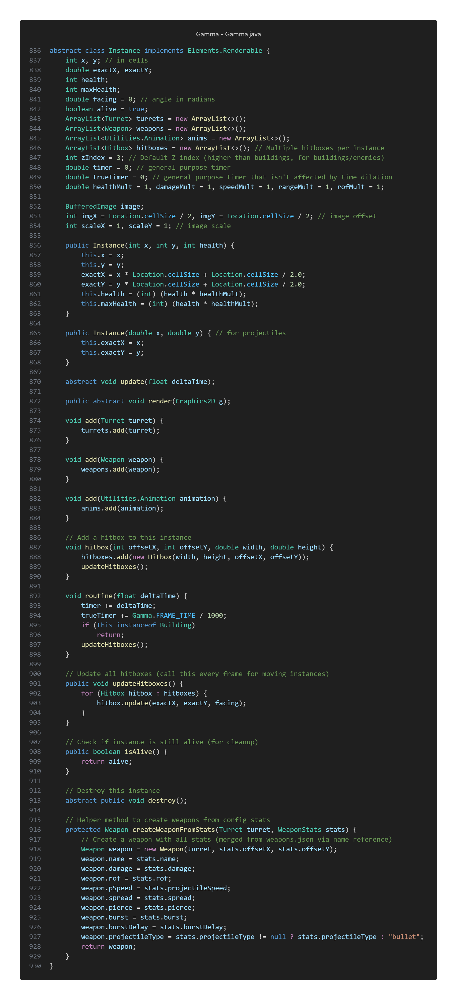 Gamma - Gamma.java
836 abstract class Instance implements Elements.Renderable {
837     int x, y; // in cells
838     double exactX, exactY;
839     int health;
840     int maxHealth;
841     double facing = 0; // angle in radians
842     boolean alive = true;
843     ArrayList<Turret> turrets = new ArrayList<>();
844     ArrayList<Weapon> weapons = new ArrayList<>();
845     ArrayList<Utilities.Animation> anims = new ArrayList<>();
846     ArrayList<Hitbox> hitboxes = new ArrayList<>(); // Multiple hitboxes per instance
847     int zIndex = 3; // Default Z-index (higher than buildings, for buildings/enemies)
848     double timer = 0; // general purpose timer
849     double trueTimer = 0; // general purpose timer that isn't affected by time dilation
850     double healthMult = 1, damageMult = 1, speedMult = 1, rangeMult = 1, rofMult = 1;
851
852     BufferedImage image;
853     int imgX = Location.cellSize / 2, imgY = Location.cellSize / 2; // image offset
854     int scaleX = 1, scaleY = 1; // image scale
855
856     public Instance(int x, int y, int health) {
857         this.x = x;
858         this.y = y;
859         exactX = x * Location.cellSize + Location.cellSize / 2.0;
860         exactY = y * Location.cellSize + Location.cellSize / 2.0;
861         this.health = (int) (health * healthMult);
862         this.maxHealth = (int) (health * healthMult);
863     }
864
865     public Instance(double x, double y) { // for projectiles
866         this.exactX = x;
867         this.exactY = y;
868     }
869
870     abstract void update(float deltaTime);
871
872     public abstract void render(Graphics2D g);
873
874     void add(Turret turret) {
875         turrets.add(turret);
876     }
877
878     void add(Weapon weapon) {
879         weapons.add(weapon);
880     }
881
882     void add(Utilities.Animation animation) {
883         anims.add(animation);
884     }
885
886     // Add a hitbox to this instance
887     void hitbox(int offsetX, int offsetY, double width, double height) {
888         hitboxes.add(new Hitbox(width, height, offsetX, offsetY));
889         updateHitboxes();
890     }
891
892     void routine(float deltaTime) {
893         timer += deltaTime;
894         trueTimer += Gamma.FRAME_TIME / 1000;
895         if (this instanceof Building)
896             return;
897         updateHitboxes();
898     }
899
900     // Update all hitboxes (call this every frame for moving instances)
901     public void updateHitboxes() {
902         for (Hitbox hitbox : hitboxes) {
903             hitbox.update(exactX, exactY, facing);
904         }
905     }
906
907     // Check if instance is still alive (for cleanup)
908     public boolean isAlive() {
909         return alive;
910     }
911
912     // Destroy this instance
913     abstract public void destroy();
914
915     // Helper method to create weapons from config stats
916     protected Weapon createWeaponFromStats(Turret turret, WeaponStats stats) {
917         // Create a weapon with all stats (merged from weapons.json via name reference)
918         Weapon weapon = new Weapon(turret, stats.offsetX, stats.offsetY);
919         weapon.name = stats.name;
920         weapon.damage = stats.damage;
921         weapon.rof = stats.rof;
922         weapon.pSpeed = stats.projectileSpeed;
923         weapon.spread = stats.spread;
924         weapon.pierce = stats.pierce;
925         weapon.burst = stats.burst;
926         weapon.burstDelay = stats.burstDelay;
927         weapon.projectileType = stats.projectileType != null ? stats.projectileType : "bullet";
928         return weapon;
929     }
930 }